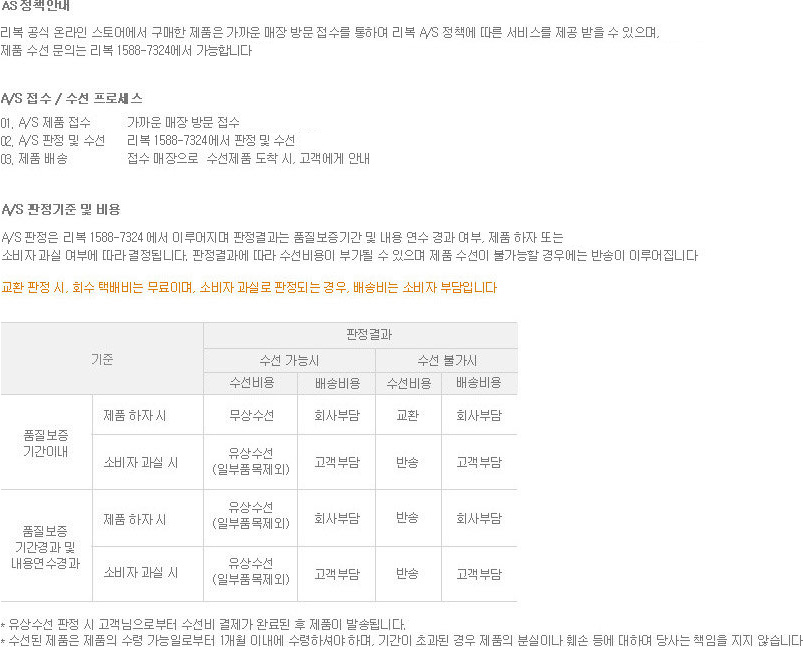 AS 정책안내
리복 공식 온라인 스토어에서 구매한 제품은 가까운 매장 방문 접수를 통하여 리복 A/S 정책에 따른 서비스를 제공 받을 수 있으며,
제품 수선 문의는 리복 1588-7324에서 가능합니다
A/S 접수 / 수선 프로세스
01. A/S 제품 접수 가까운 매장 방문 접수
02. A/S 판정 및 수선 리복 1588-7324에서 판정 및 수선
03. 제품 배송 접수 매장으로 수선제품 도착 시, 고객에게 안내
A/S 판정기준 및 비용
A/S 판정은 리복 1588-7324 에서 이루어지며 판정결과는 품질보증기간 및 내용 연수 경과 여부, 제품 하자 또는
소비자 과실 여부에 따라 결정됩니다. 판정결과에 따라 수선비용이 부가될 수 있으며 제품 수선이 불가능할 경우에는 반송이 이루어집니다
교환 판정 시, 회수 택배비는 무료이며, 소비자 과실로 판정되는 경우, 배송비는 소비자 부담입니다
기준 판정결과
수선 가능시 수선 불가시
수선비용 배송비용 수선비용 배송비용
품질보증
기간이내
제품 하자 시 무상수선 회사부담 교환 회사부담
소비자 과실 시 유상수선
(일부품목제외) 고객부담 반송 고객부담
품질보증
기간경과 및
내용연수경과
제품 하자 시 유상수선
(일부품목제외) 회사부담 반송 회사부담
소비자 과실 시 유상수선
(일부품목제외) 고객부담 반송 고객부담
* 유상수선 판정 시 고객님으로부터 수선비 결제가 완료된 후 제품이 발송됩니다.
* 수선된 제품은 제품의 수령 가능일로부터 1개월 이내에 수령하셔야 하며, 기간이 초과된 경우 제품의 분실이나 훼손 등에 대하여 당사는 책임을 지지 않습니다